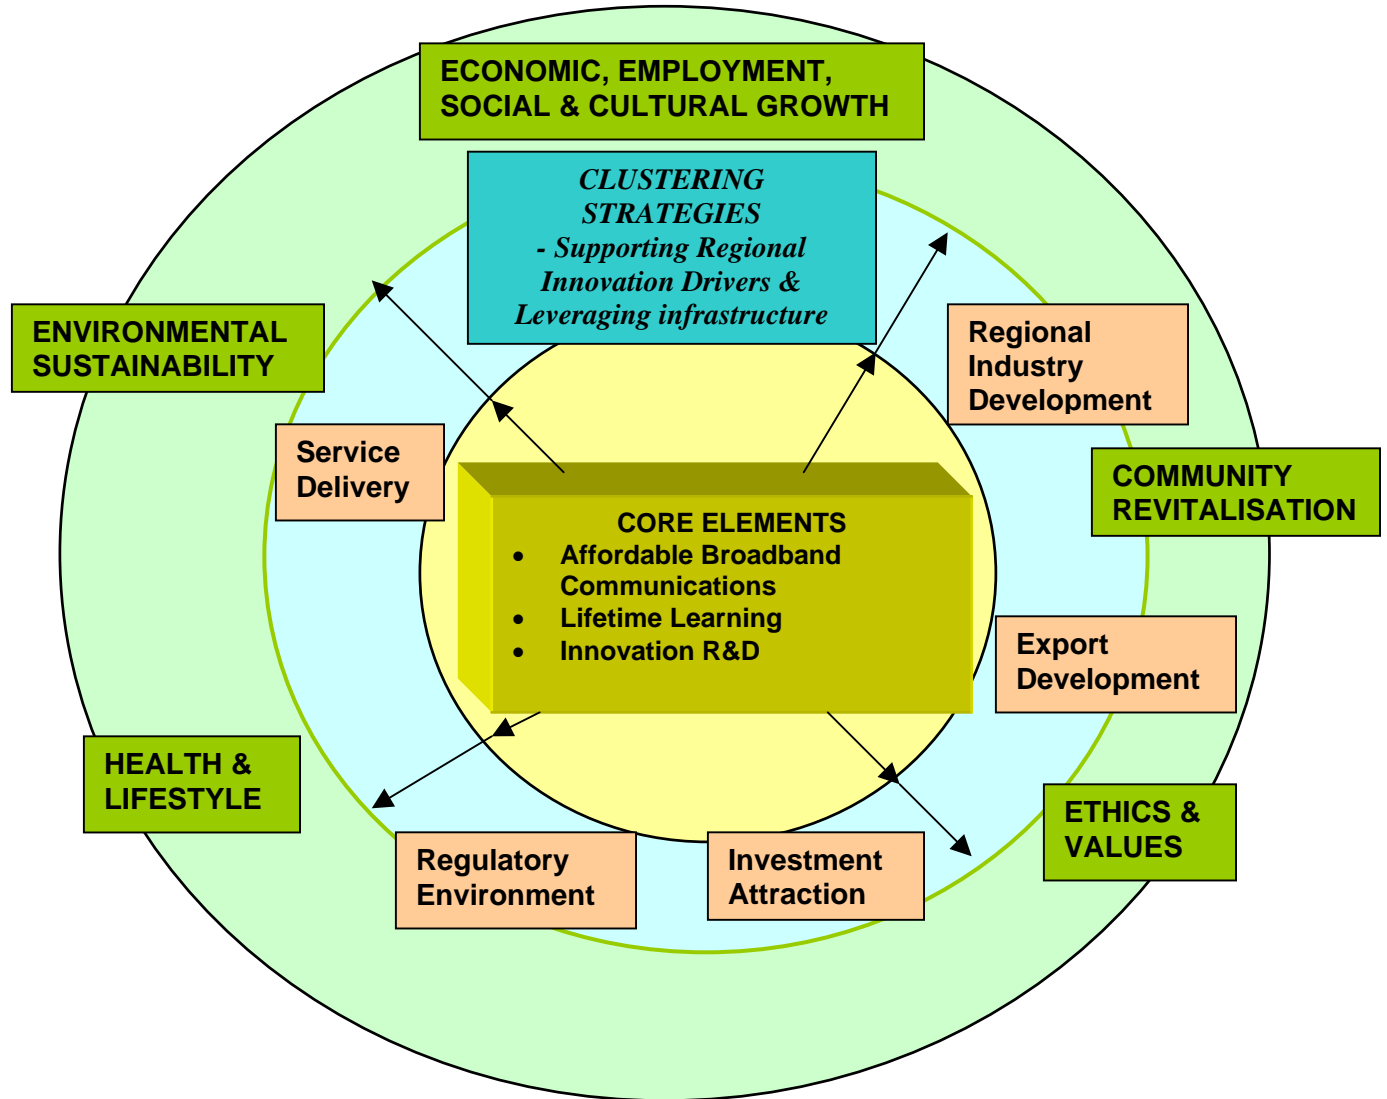 ECONOMIC, EMPLOYMENT,
SOCIAL & CULTURAL GROWTH
CLUSTERING
STRATEGIES
- Supporting Regional
Innovation Drivers &
Leveraging infrastructure
ENVIRONMENTAL
SUSTAINABILITY
Regional
Industry
Development
Service
Delivery
COMMUNITY
REVITALISATION
CORE ELEMENTS
• Affordable Broadband
Communications
• Lifetime Learning
• Innovation R&D
Export
Development
HEALTH &
LIFESTYLE
ETHICS &
VALUES
Regulatory
Environment
Investment
Attraction